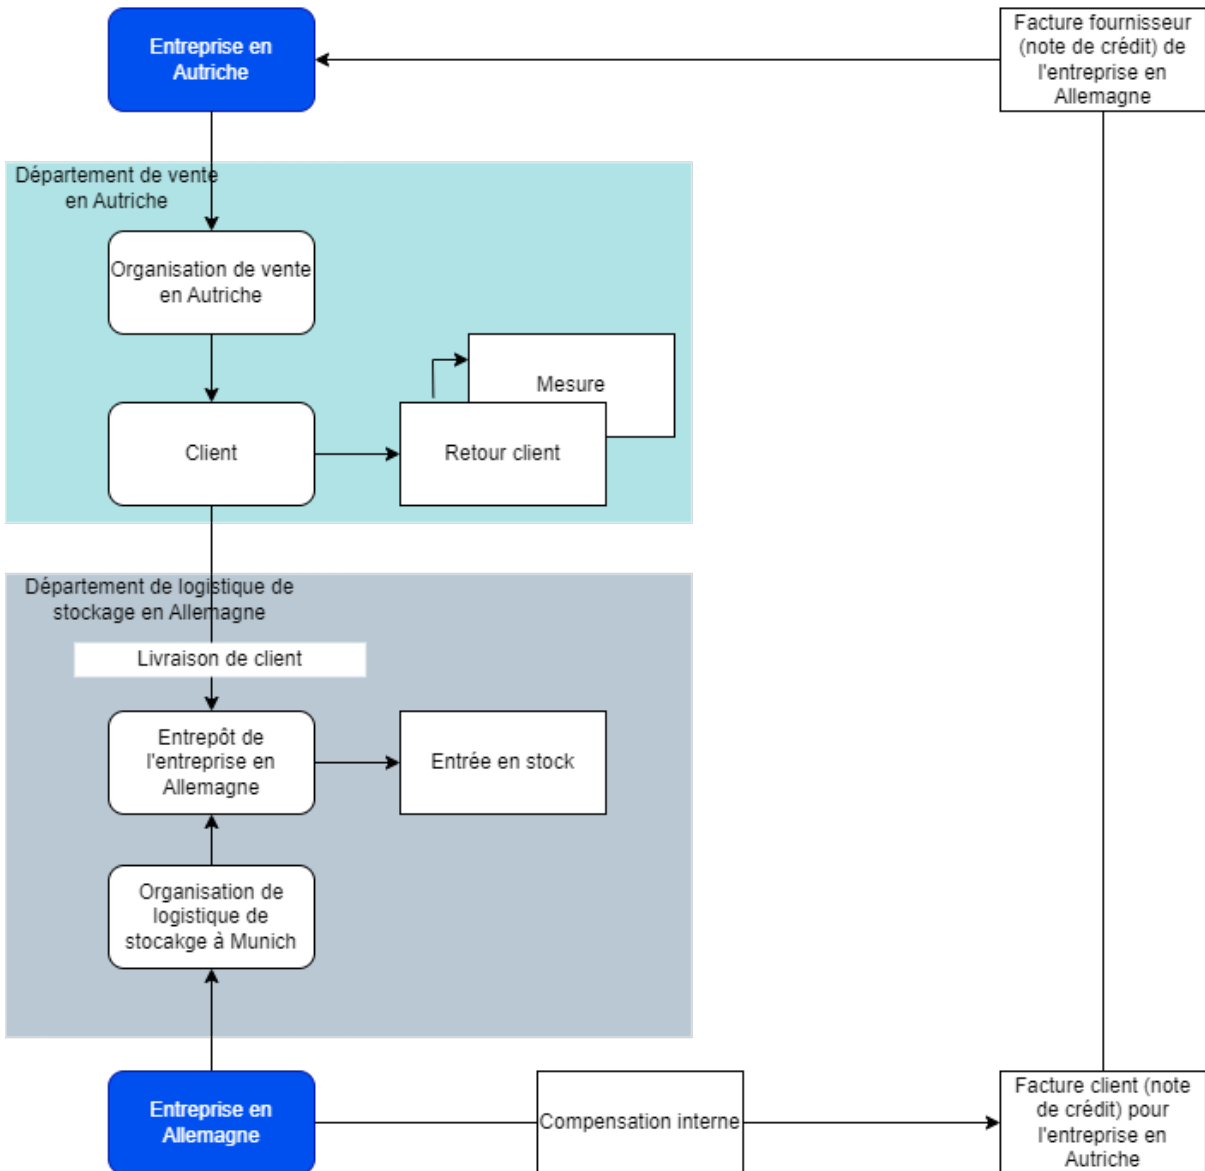 Entreprise en
Autriche
Facture fournisseur
(note de crédit) de
l'entreprise en
Allemagne
Département de vente
en Autriche
Organisation de vente
en Autriche
Mesure
Client
Retour client
Département de logistique de
stockage en Allemagne
Livraison de client
Entrepôt de
l'entreprise en
Allemagne
Entrée en stock
Organisation de
logistique de
stocakge à Munich
Entreprise en
Allemagne
Compensation interne
Facture client (note
de crédit) pour
l'entreprise en
Autriche